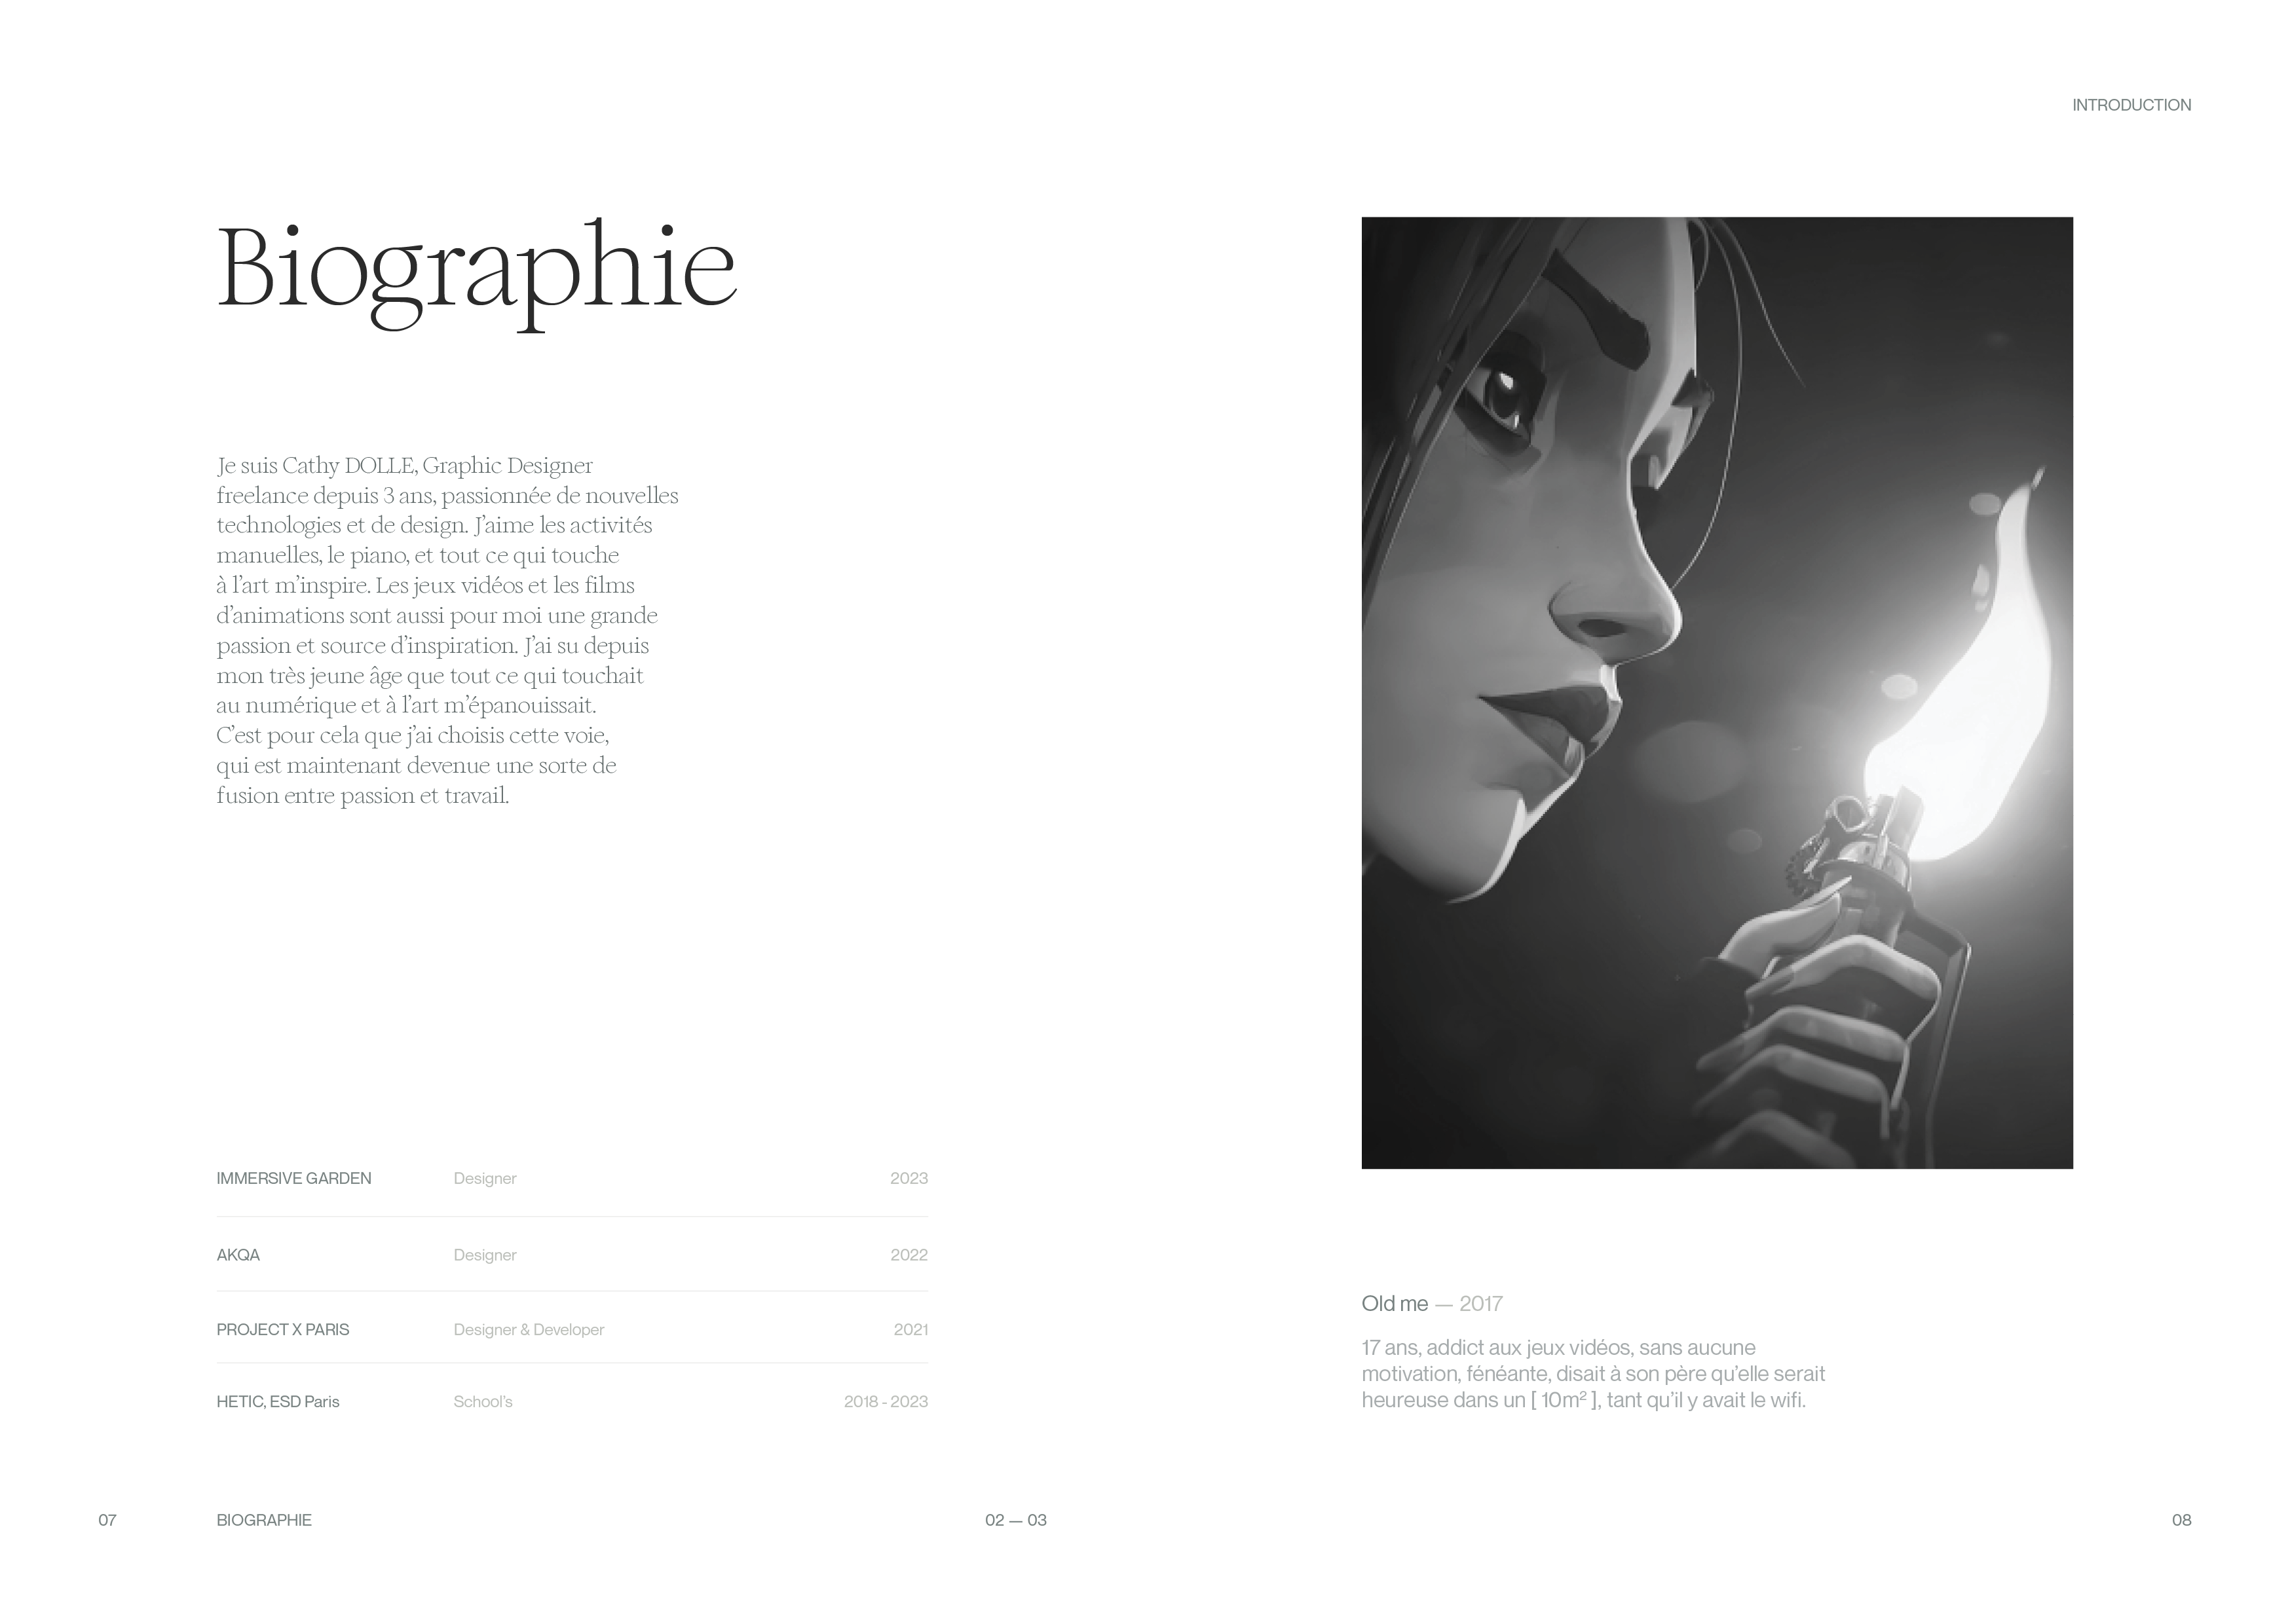 INTRODUCTION
Biographie
Je suis Cathy DOLLE, Graphic Designer
freelance depuis 3 ans, passionnée de nouvelles
technologies et de design. J’aime les activités
manuelles, le piano, et tout ce qui touche
à l’art m’inspire. Les jeux vidéos et les films
d’animations sont aussi pour moi une grande
passion et source d’inspiration. J’ai su depuis
mon très jeune âge que tout ce qui touchait
au numérique et à l’art m’épanouissait.
C’est pour cela que j’ai choisis cette voie,
qui est maintenant devenue une sorte de
fusion entre passion et travail.
IMMERSIVE GARDEN Designer 2023
AKQA Designer 2022
PROJECT X PARIS Designer & Developer 2021
HETIC, ESD Paris School’s 2018 - 2023
Old me — 2017
17 ans, addict aux jeux vidéos, sans aucune
motivation, fénéante, disait à son père qu’elle serait
heureuse dans un [ 10m² ], tant qu’il y avait le wifi.
07 BIOGRAPHIE 02 — 03 08